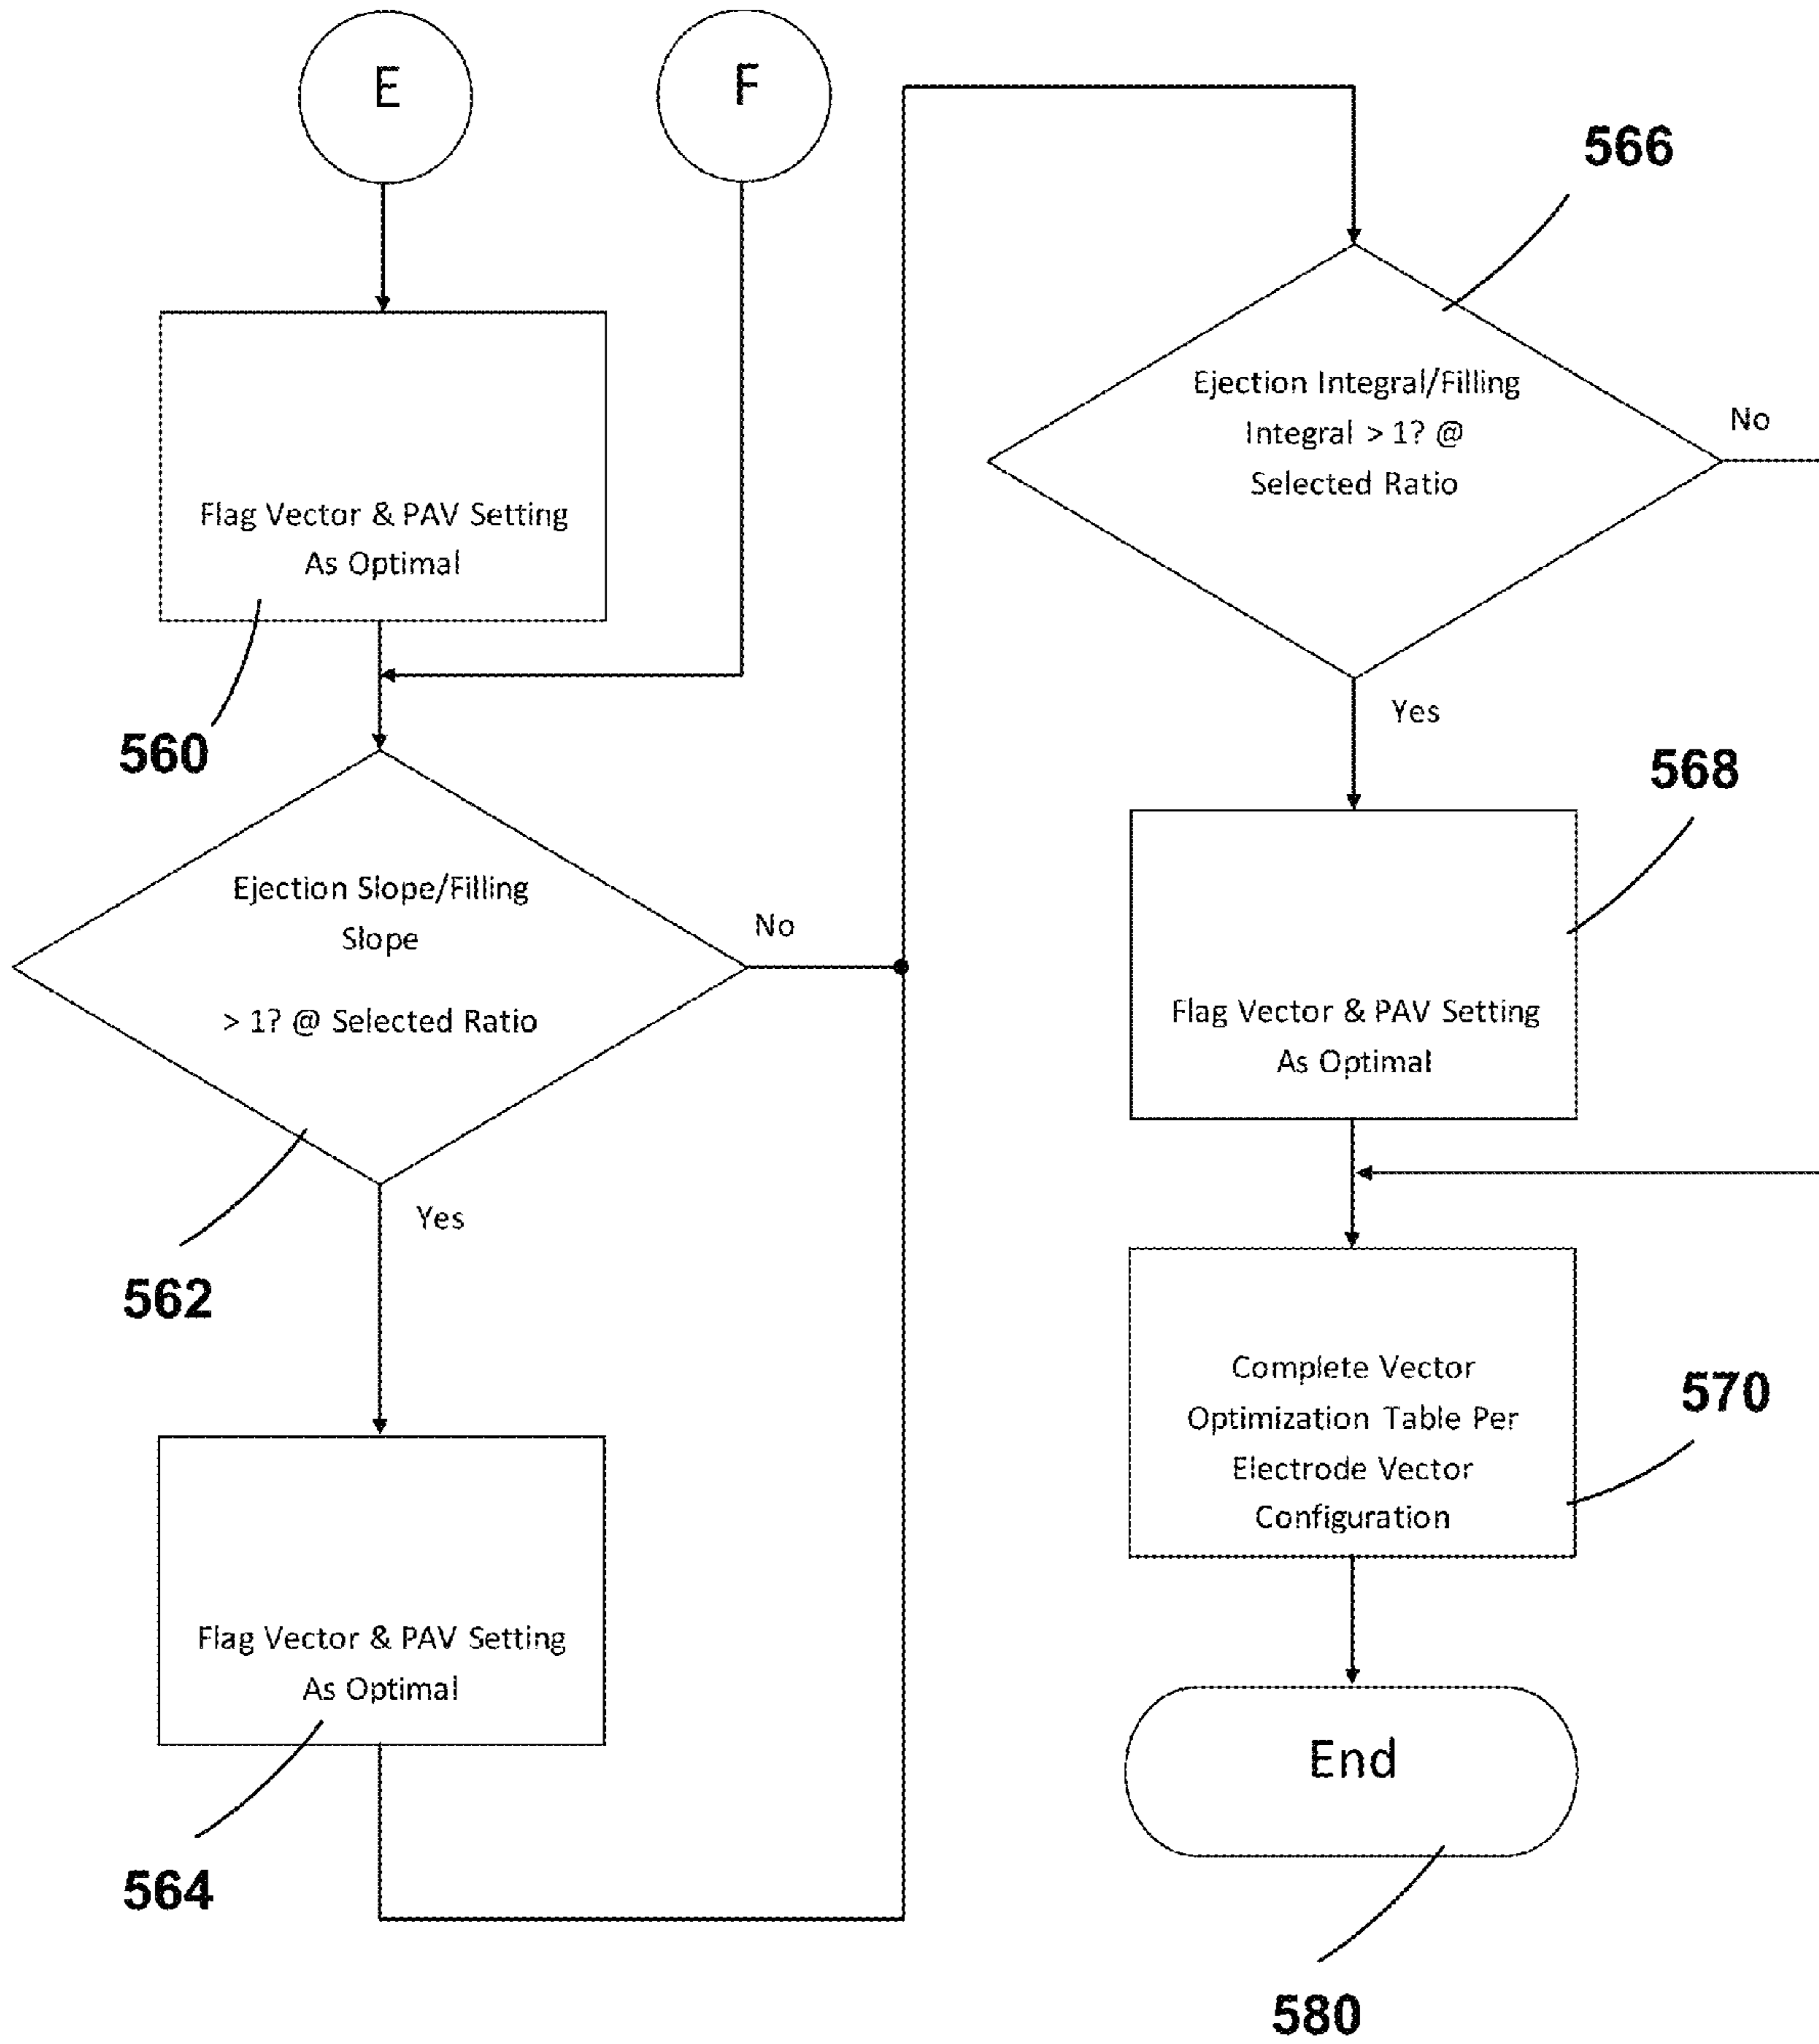 E
F
Flag Vector & PAV Setting
As Optimal
560
Ejection Slope/Filling
Slope
> 1? @ Selected Ratio
No
562
Yes
Flag Vector & PAV Setting
As Optimal
564
566
Ejection Integral/Filling
Integral > 1? @
Selected Ratio
No
Yes
568
Flag Vector & PAV Setting
As Optimal
Complete Vector
Optimization Table Per
Electrode Vector
Configuration
570
End
580